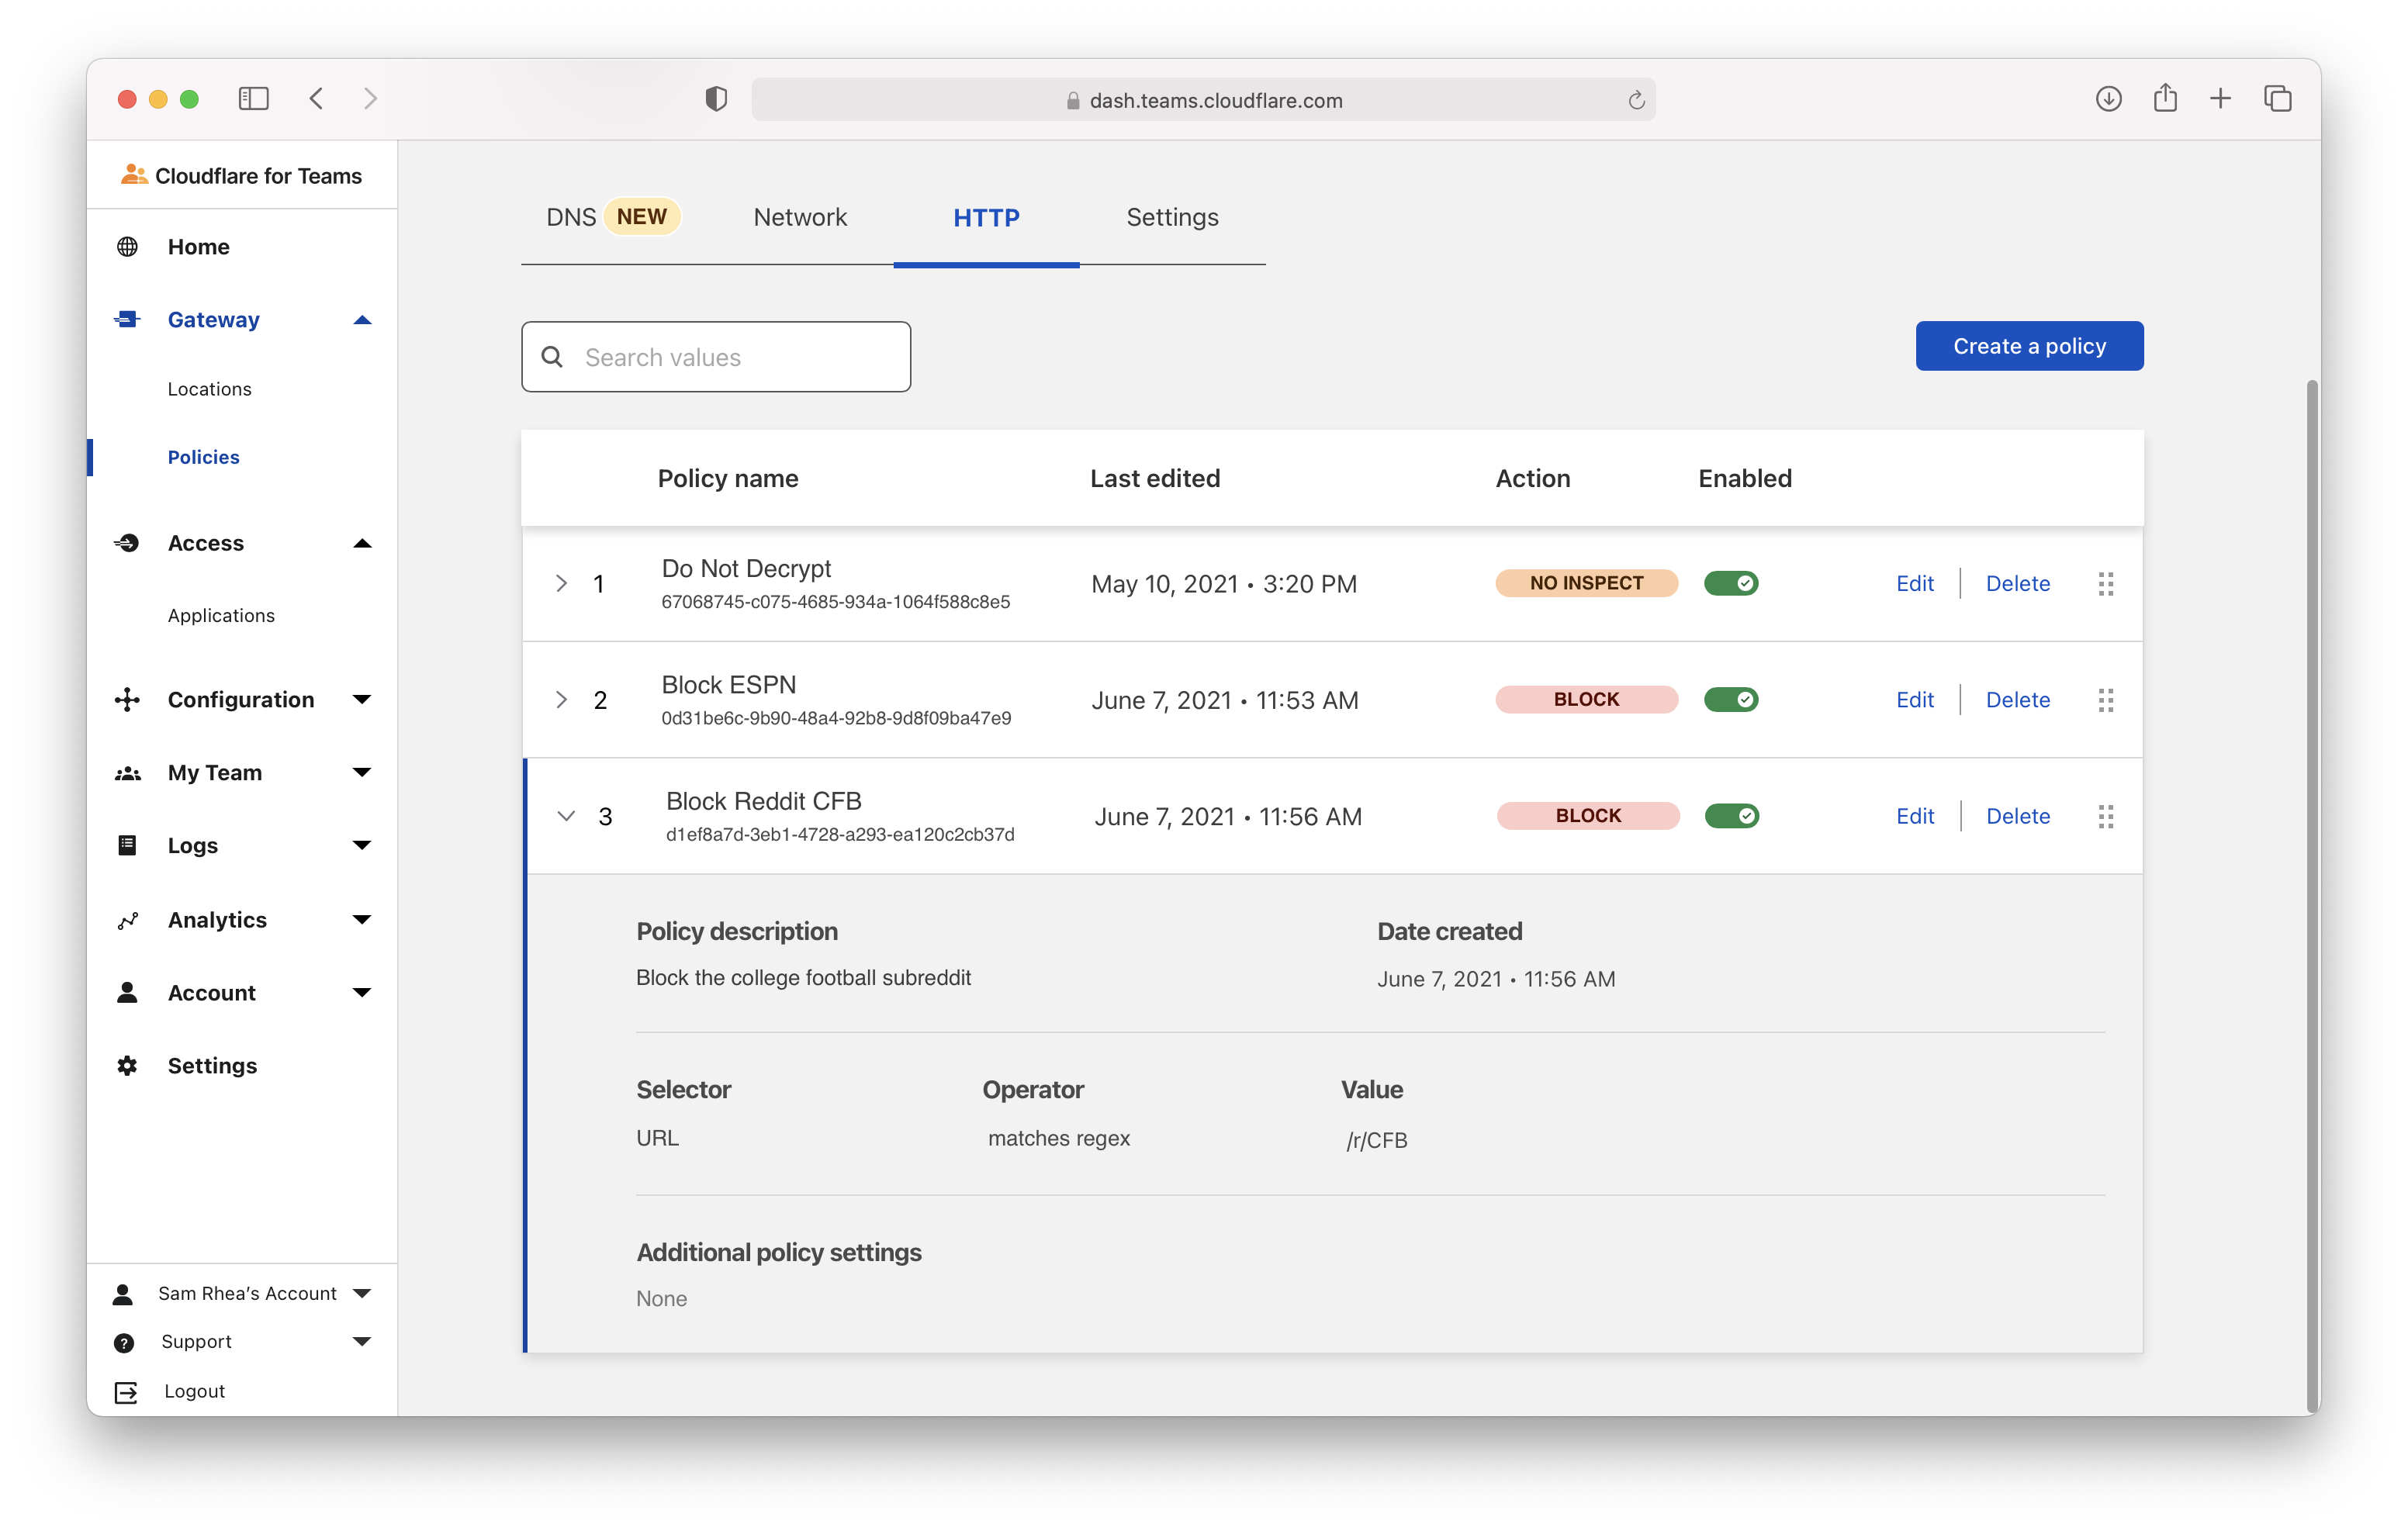 dash.teams.cloudflare.com
Cloudflare for Teams
Home
Gateway
Locations
Policies
Access
Applications
Configuration
My Team
Logs
Analytics
Account
Settings
Sam Rhea’s Account
Support
Logout
DNS NEW Network HTTP Settings
Search values
Create a policy
Policy name Last edited Action Enabled
1 Do Not Decrypt May 10, 2021 • 3:20 PM NO INSPECT Edit Delete
67068745-c075-4685-934a-1064f588c8e5
2 Block ESPN June 7, 2021 • 11:53 AM BLOCK Edit Delete
0d31be6c-9b90-48a4-92b8-9d8f09ba47e9
3 Block Reddit CFB June 7, 2021 • 11:56 AM BLOCK Edit Delete
d1ef8a7d-3eb1-4728-a293-ea120c2cb37d
Policy description Date created
Block the college football subreddit June 7, 2021 • 11:56 AM
Selector Operator Value
URL matches regex /r/CFB
Additional policy settings
None